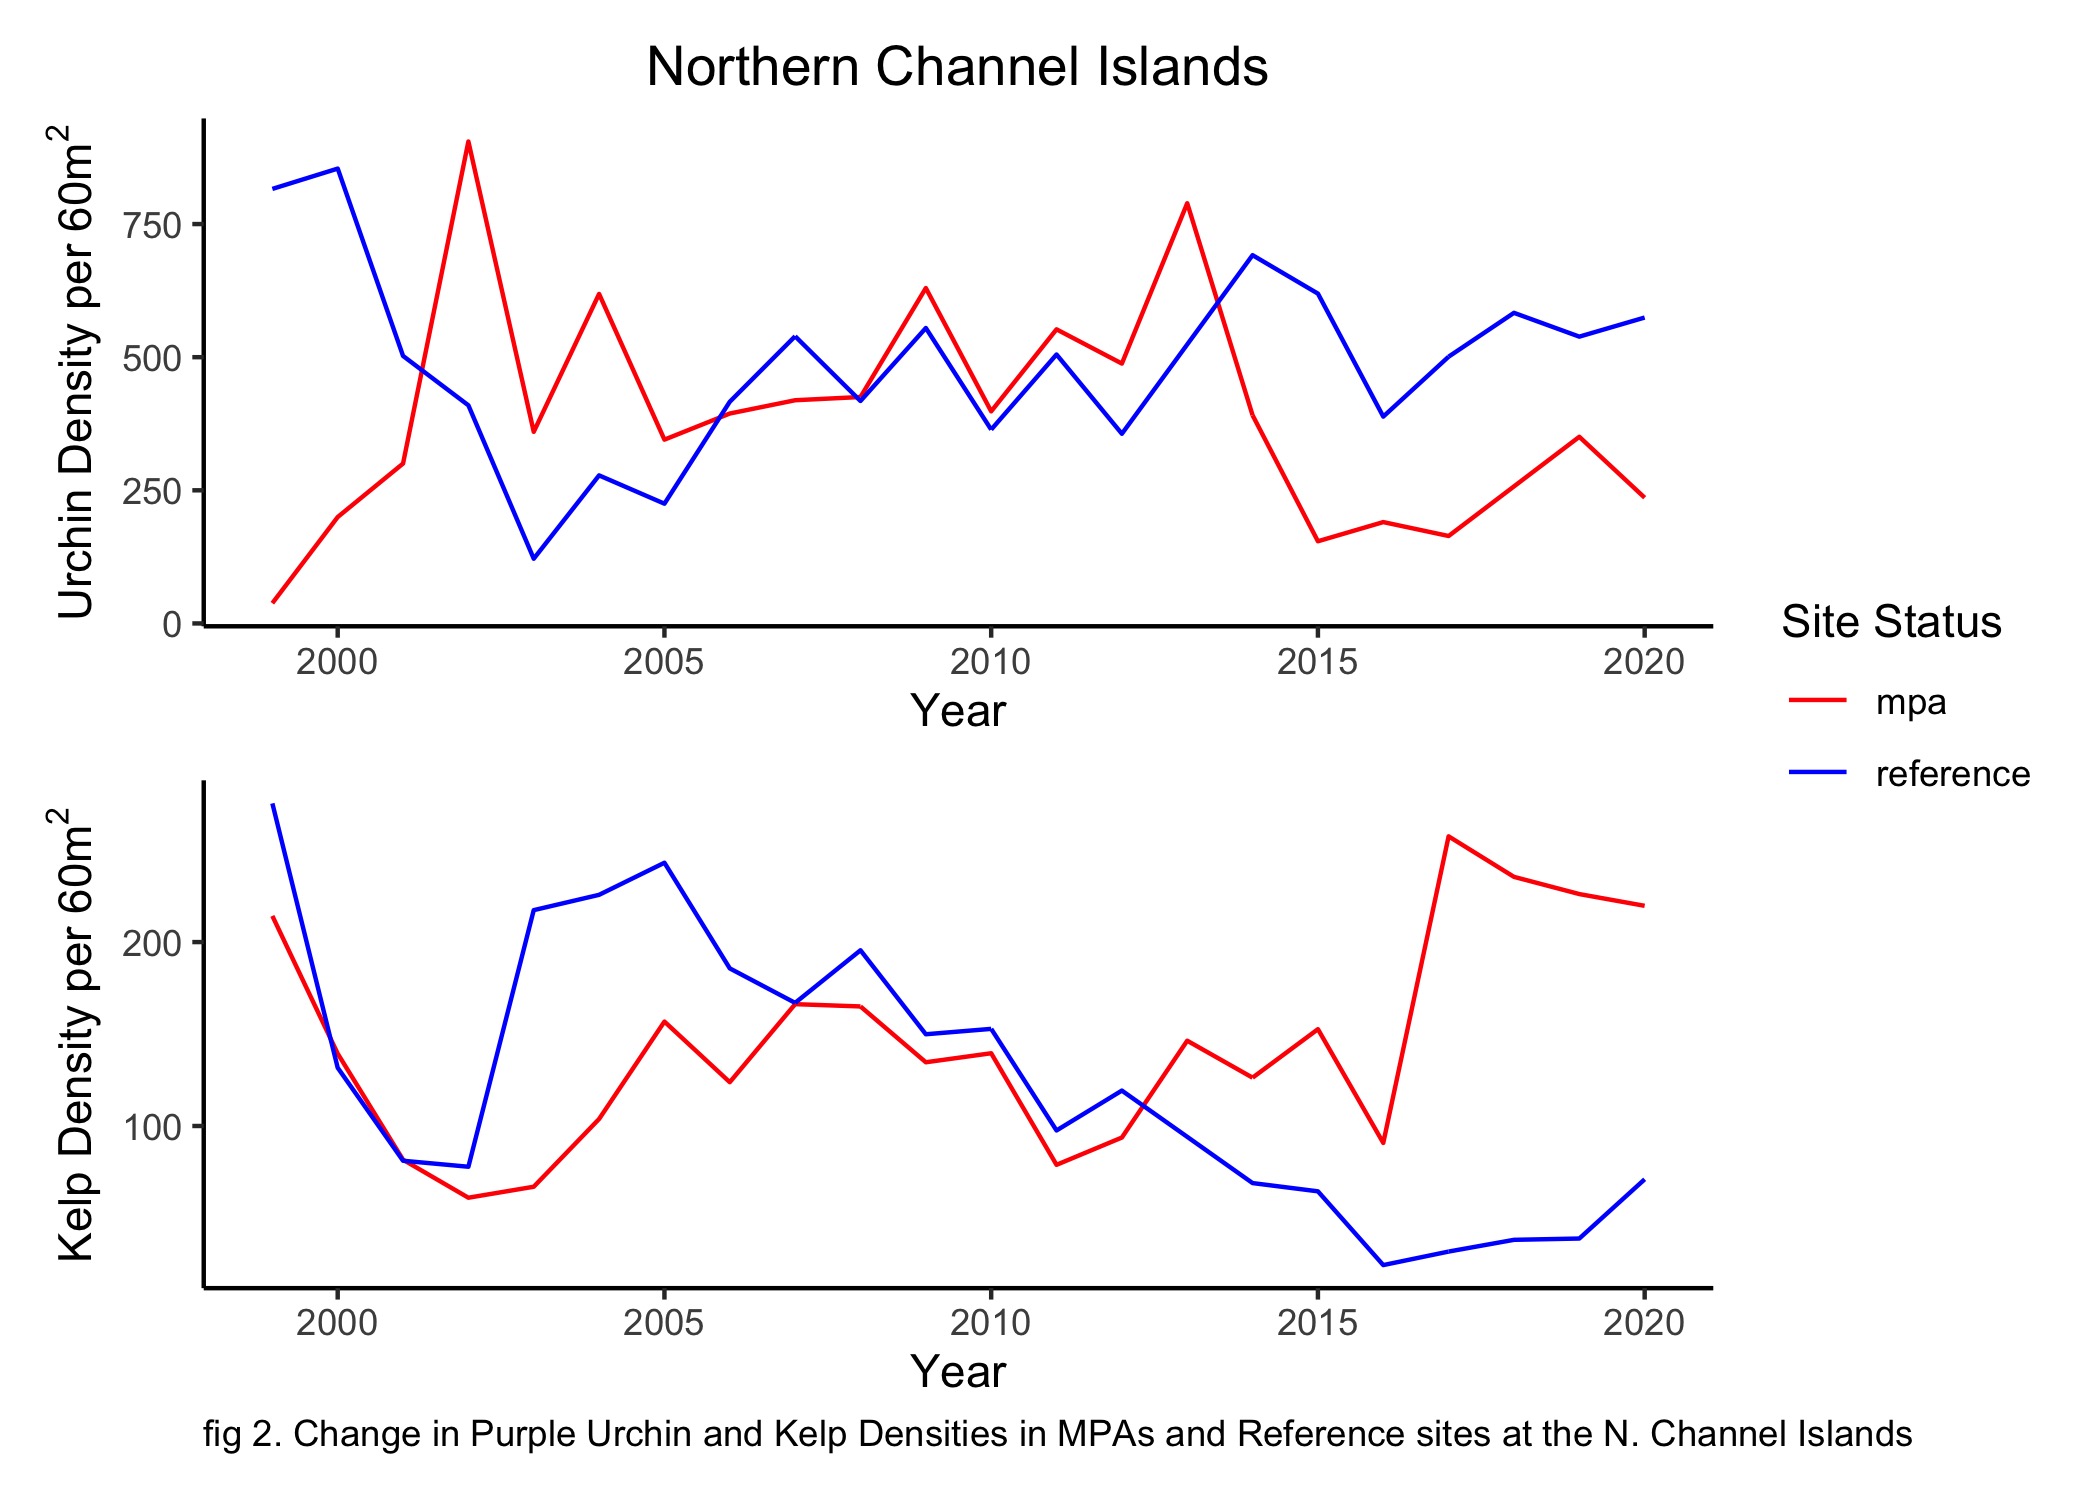 Northern Channel Islands
Urchin Density per 60m²
750
500
250
0
2000 2005 2010 2015 2020
Year
Site Status
mpa
reference
Kelp Density per 60m²
200
100
2000 2005 2010 2015 2020
Year
fig 2. Change in Purple Urchin and Kelp Densities in MPAs and Reference sites at the N. Channel Islands